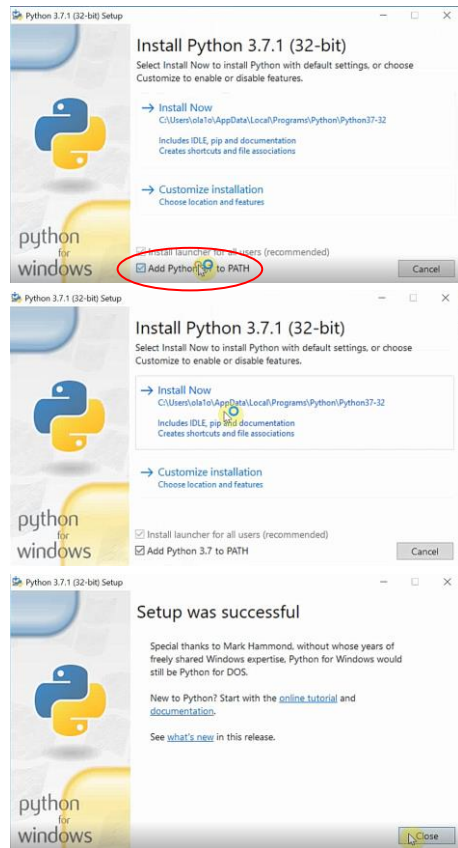 Python 3.7.1 (32-bit) Setup
Install Python 3.7.1 (32-bit)
Select Install Now to install Python with default settings, or choose
Customize to enable or disable features.
→ Install Now
C:\Users\ola1o\AppData\Local\Programs\Python\Python37-32
Includes IDLE, pip and documentation
Creates shortcuts and file associations
→ Customize installation
Choose location and features
python
for
windows
Install launcher for all users (recommended)
Add Python to PATH
Cancel
Python 3.7.1 (32-bit) Setup
Install Python 3.7.1 (32-bit)
Select Install Now to install Python with default settings, or choose
Customize to enable or disable features.
→ Install Now
C:\Users\ola1o\AppData\Local\Programs\Python\Python37-32
Includes IDLE, pip and documentation
Creates shortcuts and file associations
→ Customize installation
Choose location and features
python
for
windows
Install launcher for all users (recommended)
Add Python 3.7 to PATH
Cancel
Python 3.7.1 (32-bit) Setup
Setup was successful
Special thanks to Mark Hammond, without whose years of
freely shared Windows expertise, Python for Windows would
still be Python for DOS.
New to Python? Start with the online tutorial and
documentation.
See what's new in this release.
python
for
windows
Close